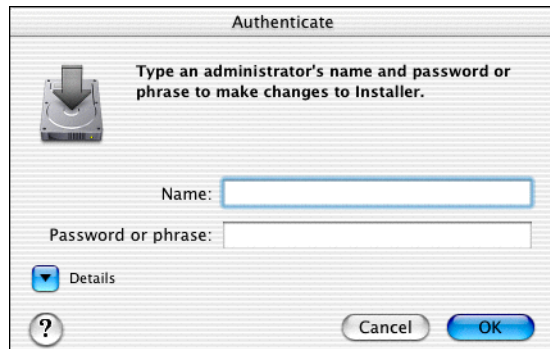 Authenticate
Type an administrator's name and password or
phrase to make changes to Installer.
Name:
Password or phrase:
Details
?
Cancel
OK